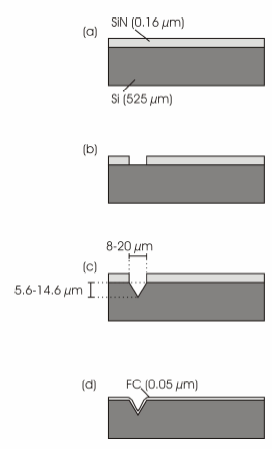 (a)
SiN (0.16 µm)
Si (525 µm)
(b)
8-20 µm
(c)
5.6-14.6 µm
(d)
FC (0.05 µm)